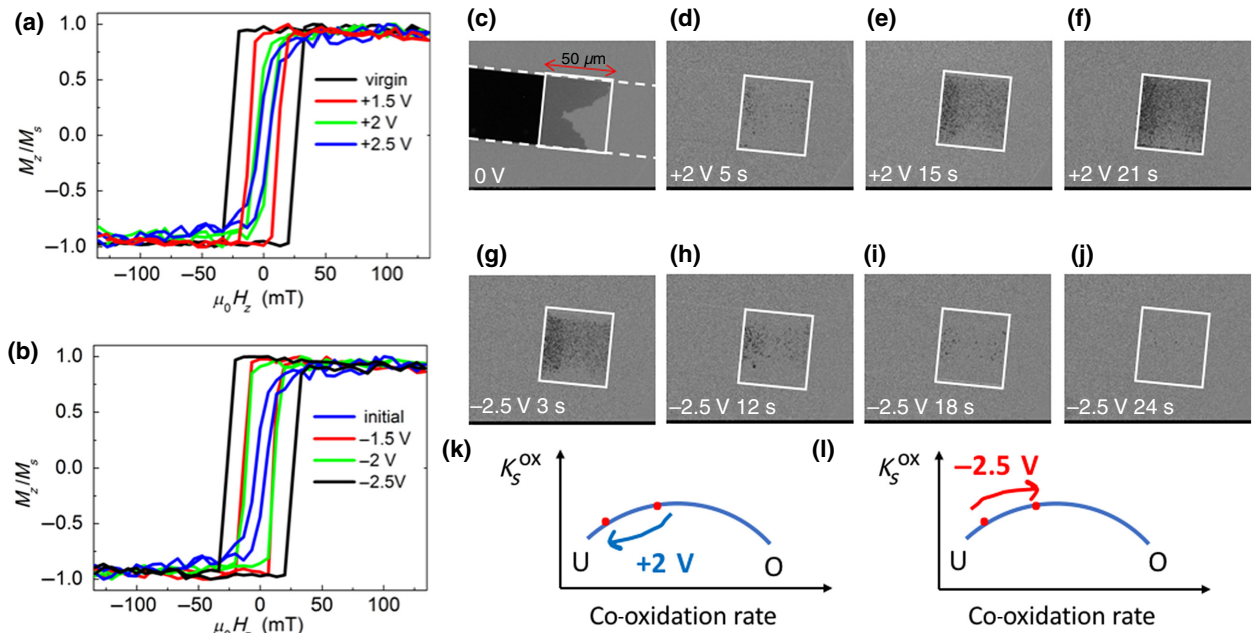 (a)
1.0
0.5
0.0
−0.5
−1.0
M_z/M_s
virgin
+1.5 V
+2 V
+2.5 V
−100 −50 0 50 100
μ₀H_z (mT)
(b)
1.0
0.5
0.0
−0.5
−1.0
M_z/M_s
initial
−1.5 V
−2 V
−2.5V
−100 −50 0 50 100
(c)
50 μm
0 V
(d)
+2 V 5 s
(e)
+2 V 15 s
(f)
+2 V 21 s
(g)
−2.5 V 3 s
(h)
−2.5 V 12 s
(i)
−2.5 V 18 s
(j)
−2.5 V 24 s
(k)
K_s^ox
U
+2 V
O
Co-oxidation rate
(l)
K_s^ox
−2.5 V
U
O
Co-oxidation rate